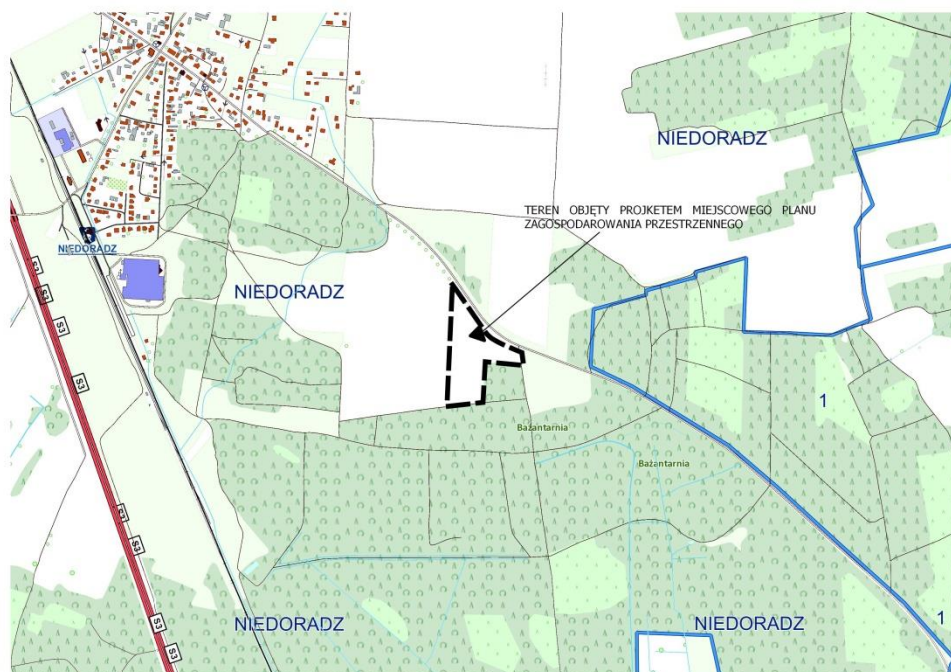 NIEDORADZ
TEREN OBJĘTY PROJKETEM MIEJSCOWEGO PLANU
ZAGOSPODAROWANIA PRZESTRZENNEGO
NIEDORADZ
NIEDORADZ
S3
S3
S3
1
Bażantarnia
Bażantarnia
S3
S3
NIEDORADZ
NIEDORADZ
1
S3
S3